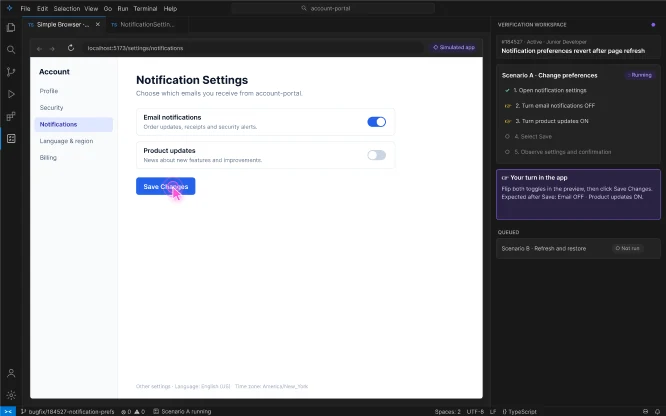 File Edit Selection View Go Run Terminal Help
account-portal
TS Simple Browser · ... ×
TS NotificationSettin...
localhost:5173/settings/notifications
Simulated app
Account
Profile
Security
Notifications
Language & region
Billing
Notification Settings
Choose which emails you receive from account-portal.
Email notifications
Order updates, receipts and security alerts.
Product updates
News about new features and improvements.
Save Changes
Other settings · Language: English (US) · Time zone: America/New_York
VERIFICATION WORKSPACE
#184527 · Active · Junior Developer
Notification preferences revert after page refresh
Scenario A · Change preferences
Running
1. Open notification settings
2. Turn email notifications OFF
3. Turn product updates ON
4. Select Save
5. Observe settings and confirmation
Your turn in the app
Flip both toggles in the preview, then click Save Changes.
Expected after Save: Email OFF · Product updates ON.
QUEUED
Scenario B · Refresh and restore
Not run
bugfix/184527-notification-prefs 0 0 Scenario A running
Spaces: 2 UTF-8 LF {} TypeScript